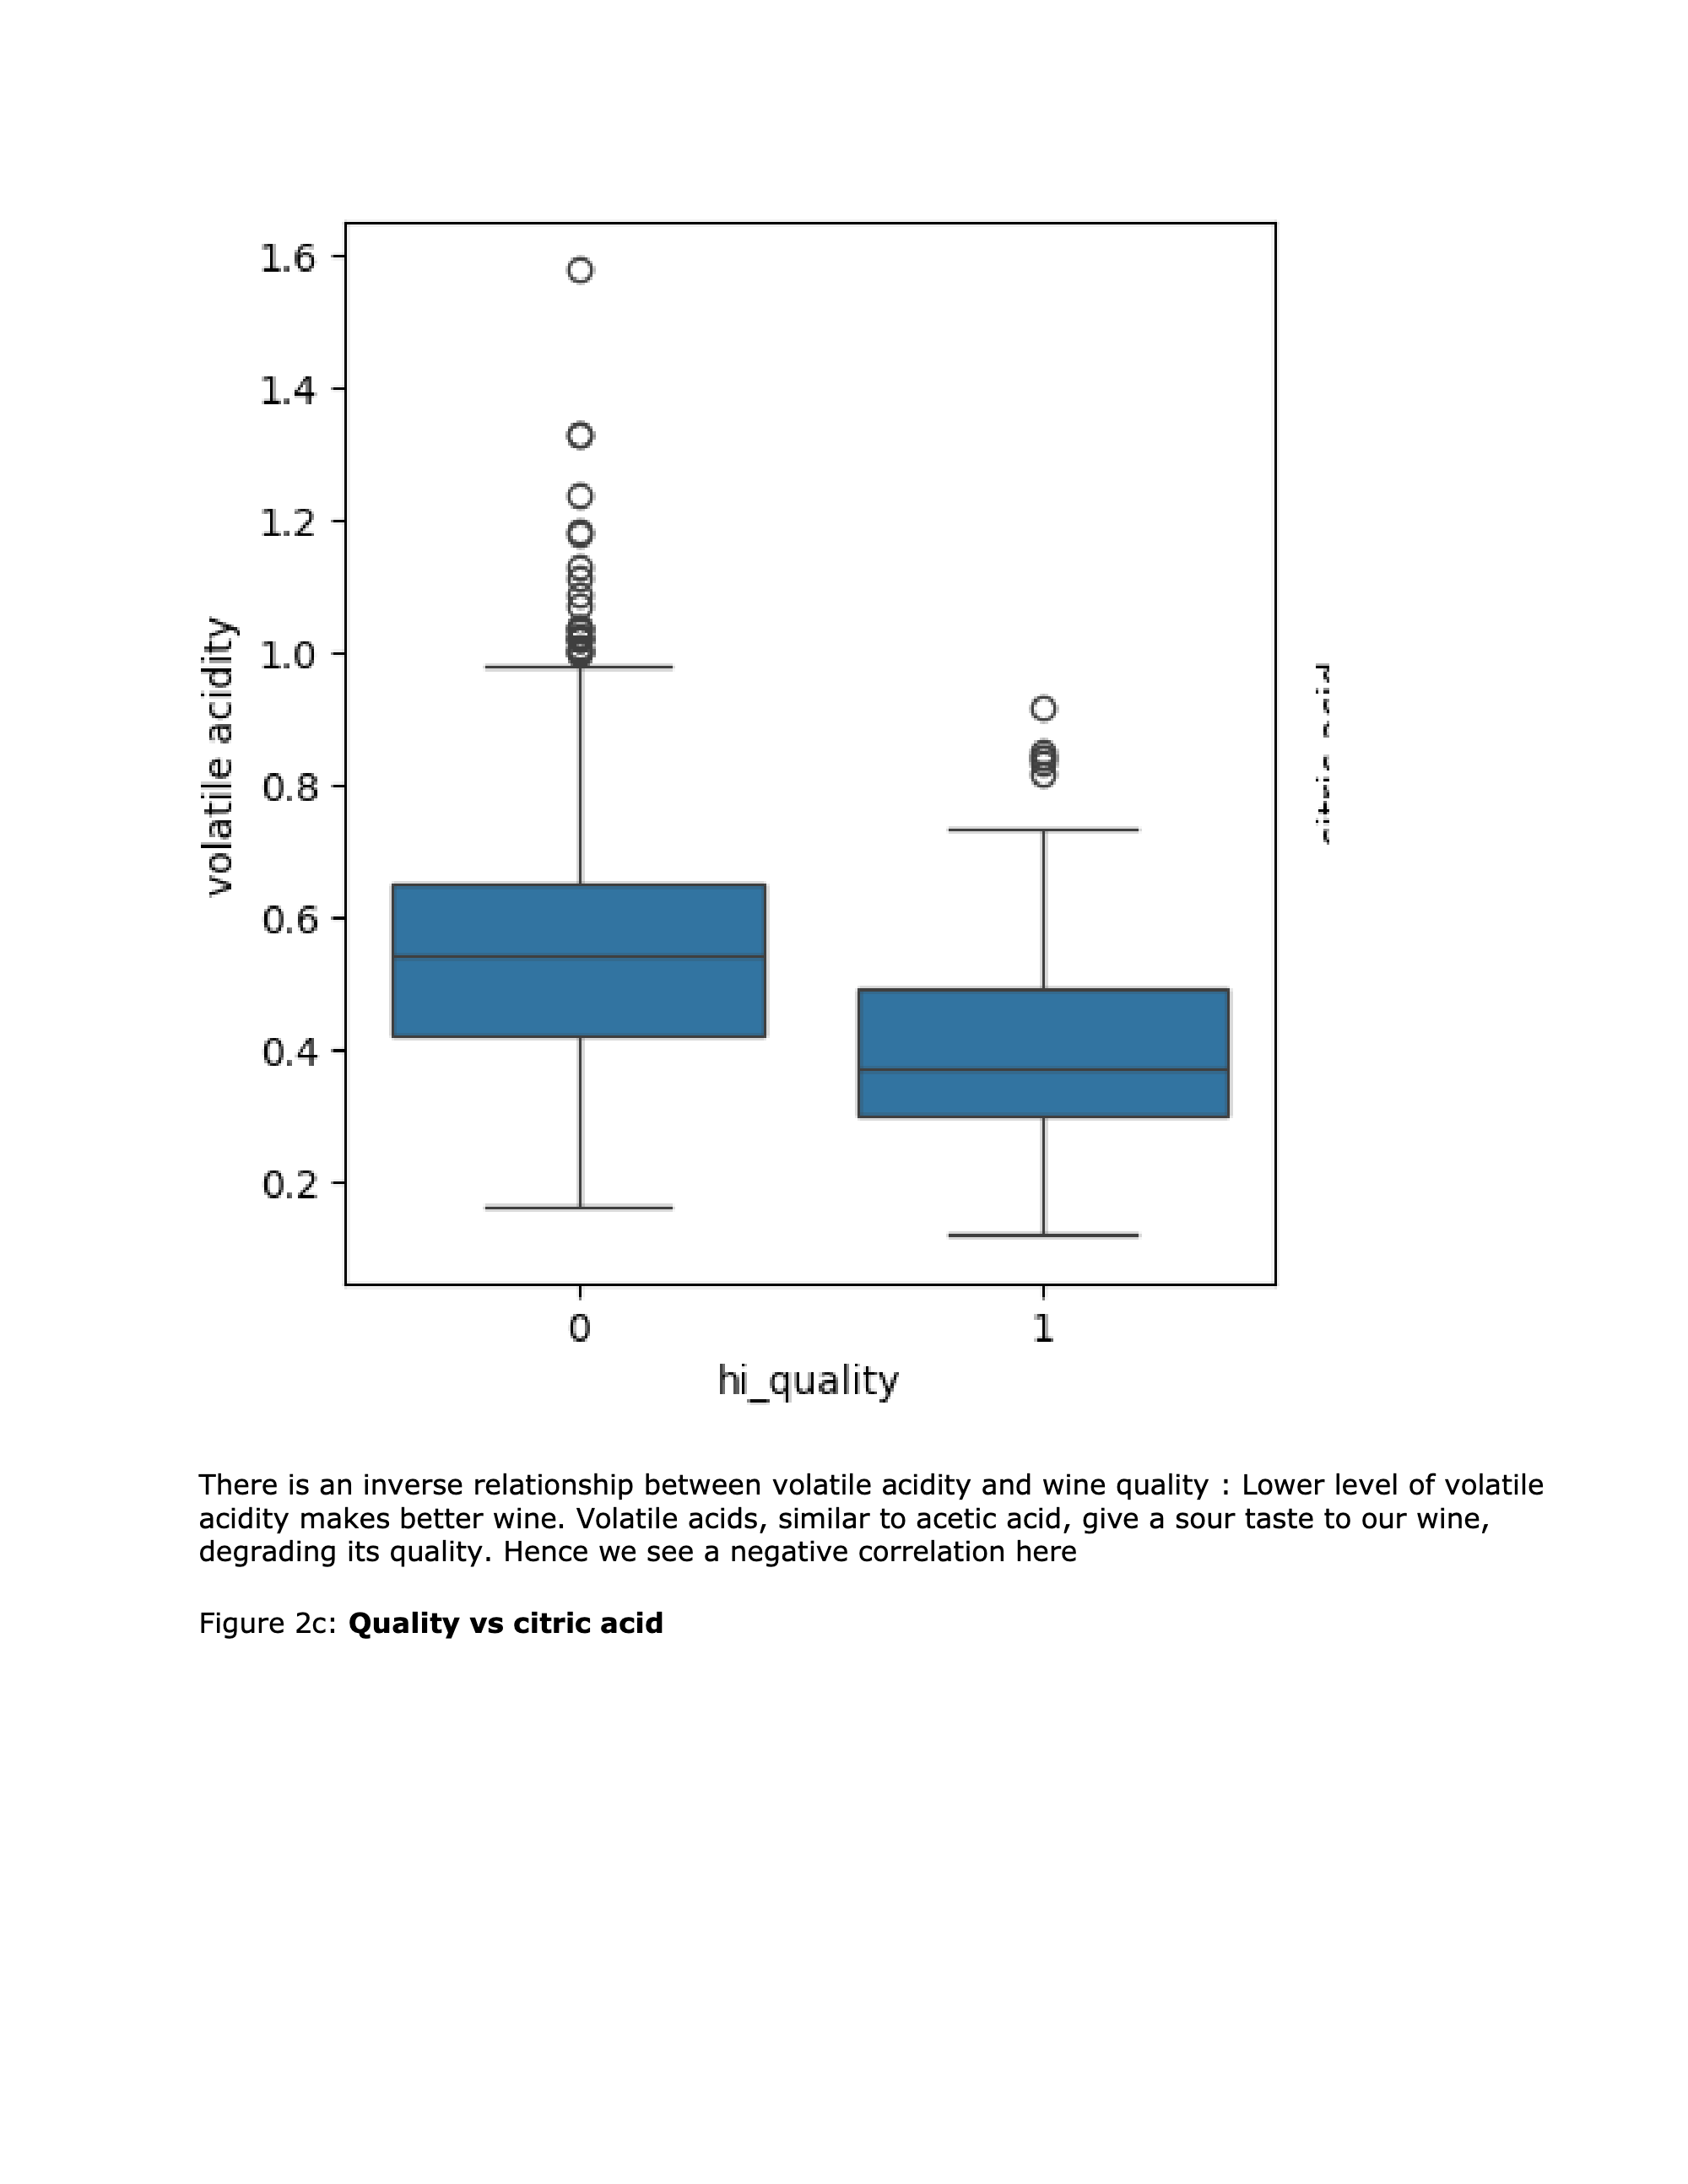 1.6
1.4
1.2
1.0
0.8
0.6
0.4
0.2
volatile acidity
0
1
hi_quality
There is an inverse relationship between volatile acidity and wine quality : Lower level of volatile
acidity makes better wine. Volatile acids, similar to acetic acid, give a sour taste to our wine,
degrading its quality. Hence we see a negative correlation here
Figure 2c: Quality vs citric acid